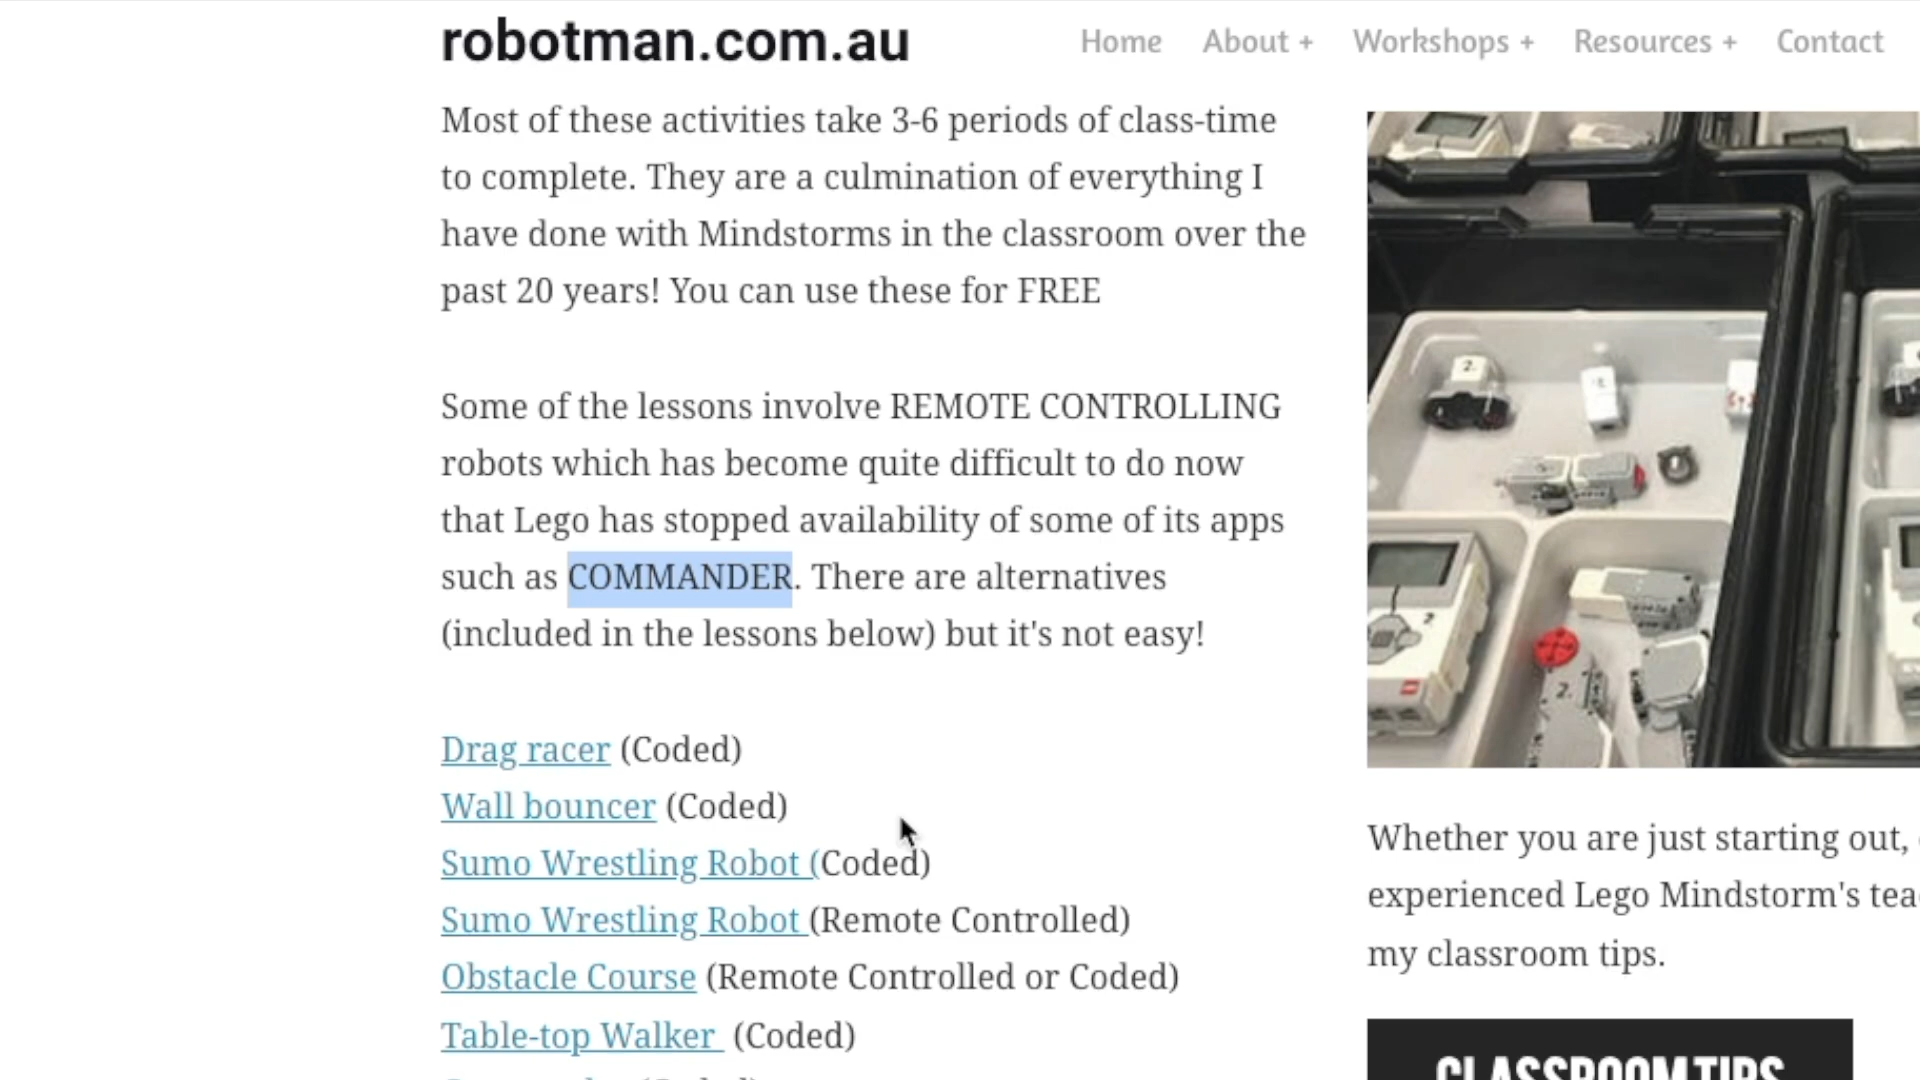 robotman.com.au
Home About + Workshops + Resources + Contact
Most of these activities take 3-6 periods of class-time
to complete. They are a culmination of everything I
have done with Mindstorms in the classroom over the
past 20 years! You can use these for FREE
Some of the lessons involve REMOTE CONTROLLING
robots which has become quite difficult to do now
that Lego has stopped availability of some of its apps
such as COMMANDER. There are alternatives
(included in the lessons below) but it's not easy!
Drag racer (Coded)
Wall bouncer (Coded)
Sumo Wrestling Robot (Coded)
Sumo Wrestling Robot (Remote Controlled)
Obstacle Course (Remote Controlled or Coded)
Table-top Walker (Coded)
2.
2.
Whether you are just starting out,
experienced Lego Mindstorm's tea
my classroom tips.
CLASSROOM TIPS